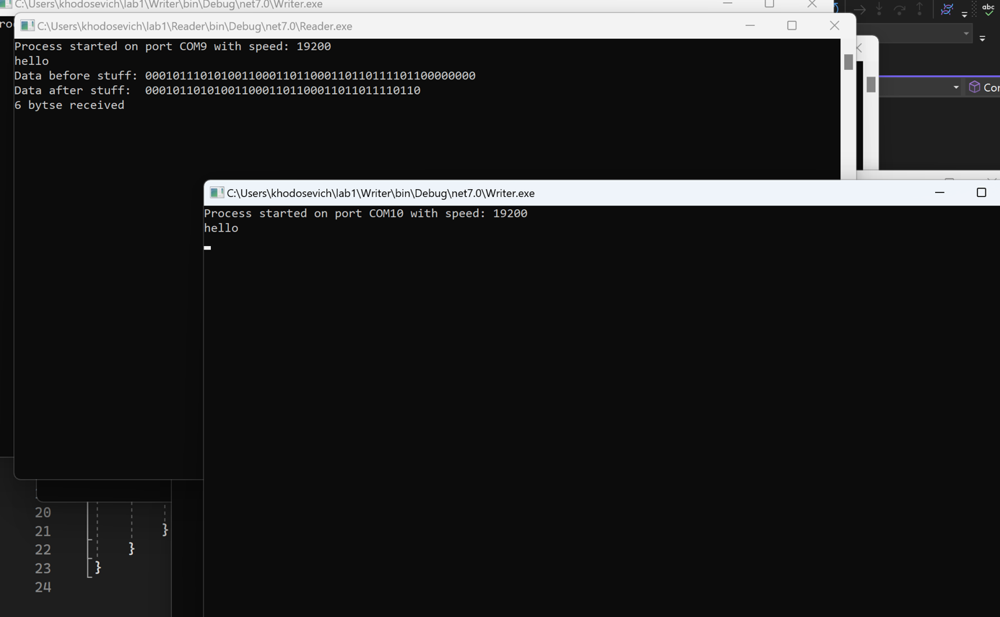 C:\Users\khodosevich\lab1\Writer\bin\Debug\net7.0\Writer.exe
abc
C:\Users\khodosevich\lab1\Reader\bin\Debug\net7.0\Reader.exe
Process started on port COM9 with speed: 19200
hello
Data before stuff: 000101110101001100011011000110110111101100000000
Data after stuff:  0001011010100110001101100011011011110110
6 bytse received
C:\Users\khodosevich\lab1\Writer\bin\Debug\net7.0\Writer.exe
Process started on port COM10 with speed: 19200
hello
20
21 }
22 }
23 }
24